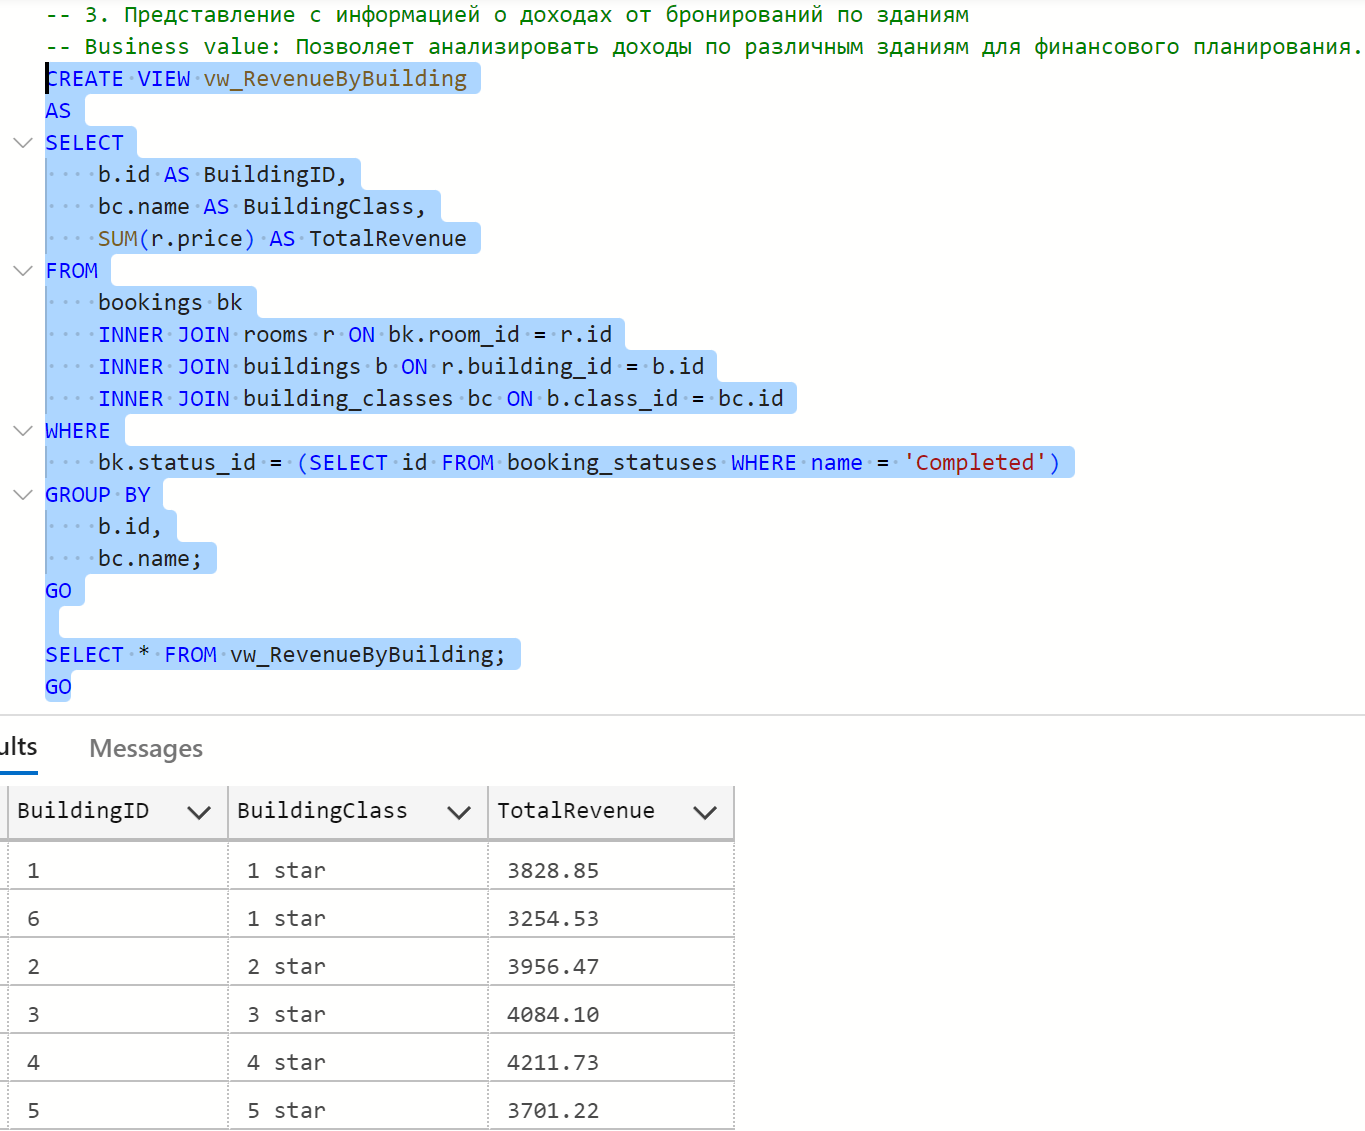 -- 3. Представление с информацией о доходах от бронирований по зданиям
-- Business value: Позволяет анализировать доходы по различным зданиям для финансового планирования.
CREATE VIEW vw_RevenueByBuilding
AS
SELECT
b.id AS BuildingID,
bc.name AS BuildingClass,
SUM(r.price) AS TotalRevenue
FROM
bookings bk
INNER JOIN rooms r ON bk.room_id = r.id
INNER JOIN buildings b ON r.building_id = b.id
INNER JOIN building_classes bc ON b.class_id = bc.id
WHERE
bk.status_id = (SELECT id FROM booking_statuses WHERE name = 'Completed')
GROUP BY
b.id,
bc.name;
GO
SELECT * FROM vw_RevenueByBuilding;
GO
ults Messages
BuildingID BuildingClass TotalRevenue
1 1 star 3828.85
6 1 star 3254.53
2 2 star 3956.47
3 3 star 4084.10
4 4 star 4211.73
5 5 star 3701.22